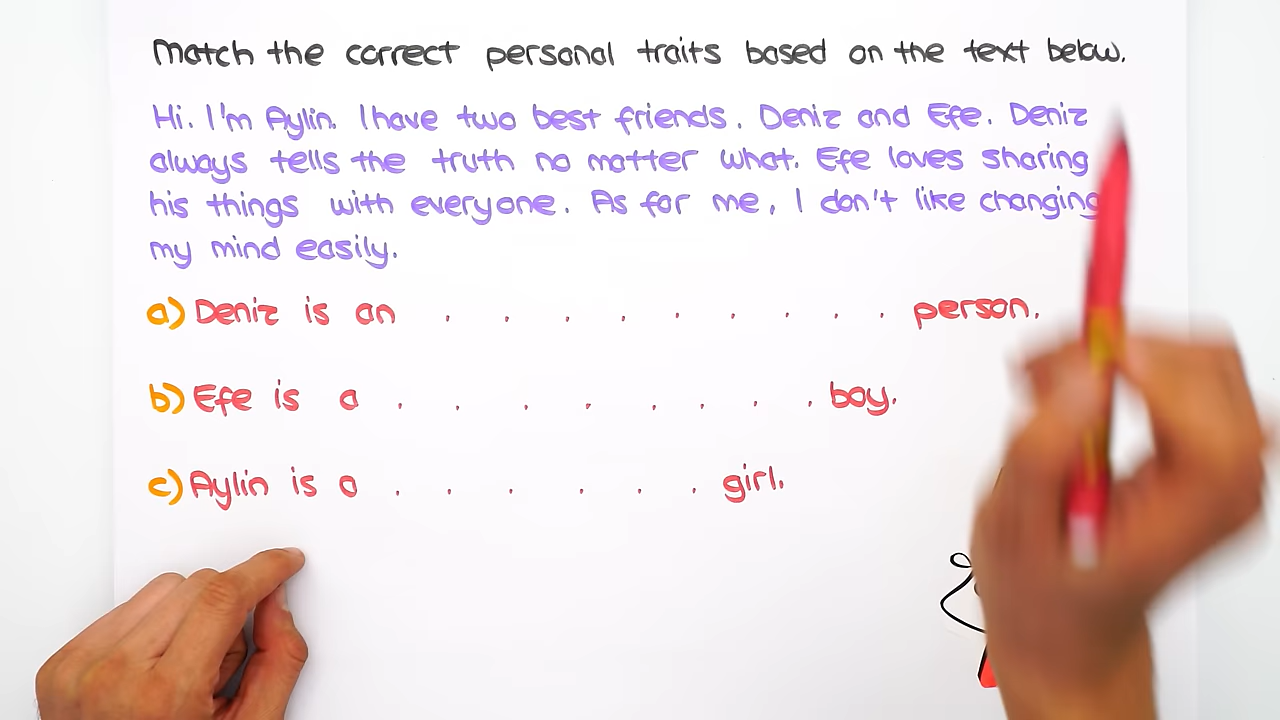 Match the correct personal traits based on the text below.
Hi. I'm Aylin. I have two best friends. Deniz and Efe. Deniz
always tells the truth no matter what. Efe loves sharing
his things with everyone. As for me, I don't like changing
my mind easily.
a) Deniz is an . . . . . . . . . person.
b) Efe is a . . . . . . . . boy.
c) Aylin is a . . . . . . girl.